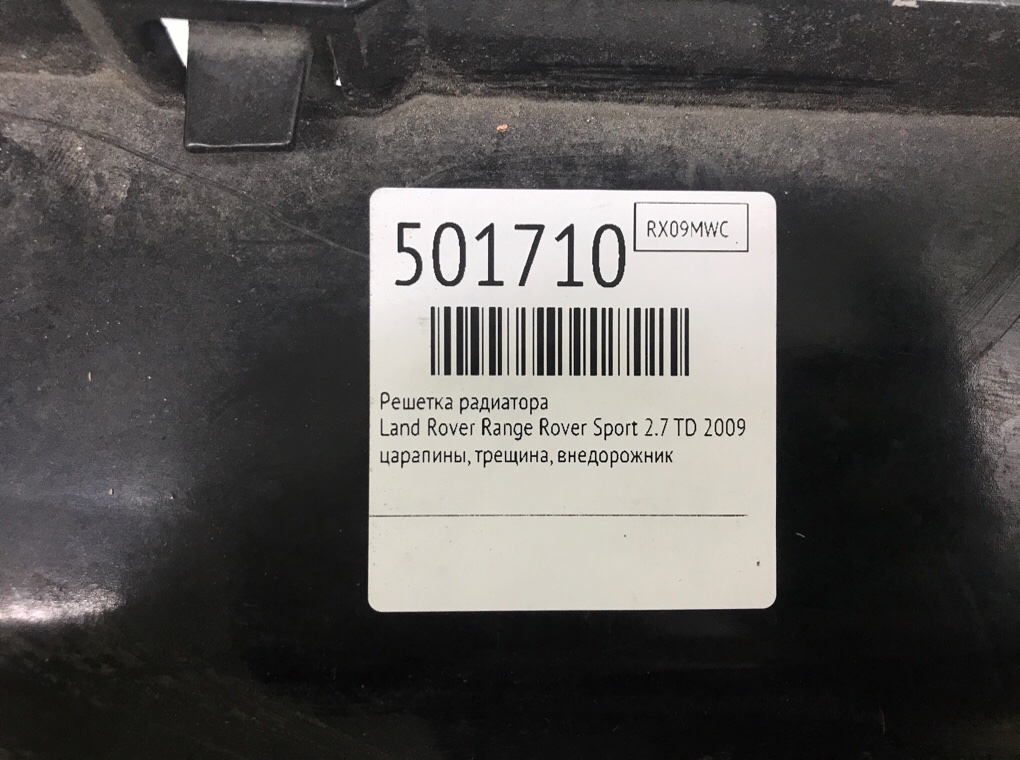 501710
RX09MWC
Решетка радиатора
Land Rover Range Rover Sport 2.7 TD 2009
царапины, трещина, внедорожник